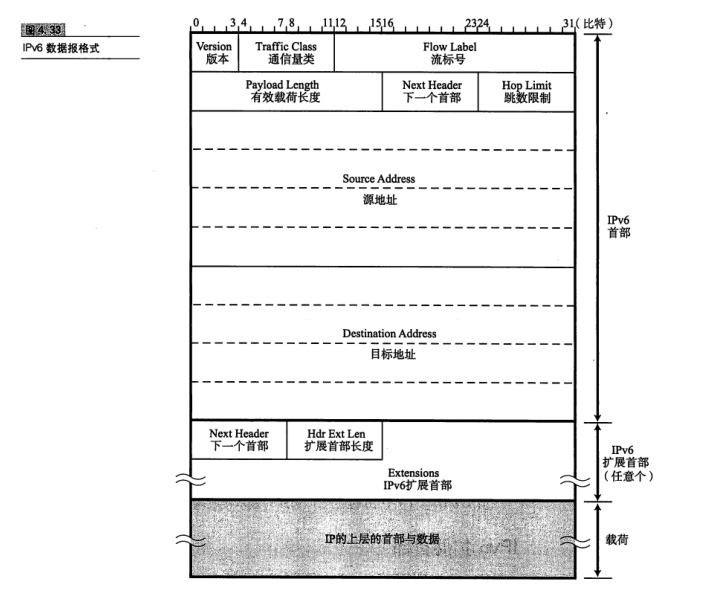 图4.33
IPv6 数据报格式
0 3 4 7 8 11 12 15 16 23 24 31(比特)
Version Traffic Class Flow Label
版本 通信量类 流标号
Payload Length Next Header Hop Limit
有效载荷长度 下一个首部 跳数限制
Source Address
源地址
IPv6
首部
Destination Address
目标地址
Next Header Hdr Ext Len
下一个首部 扩展首部长度
IPv6
扩展首部
(任意个)
Extensions
IPv6扩展首部
IP的上层的首部与数据
载荷